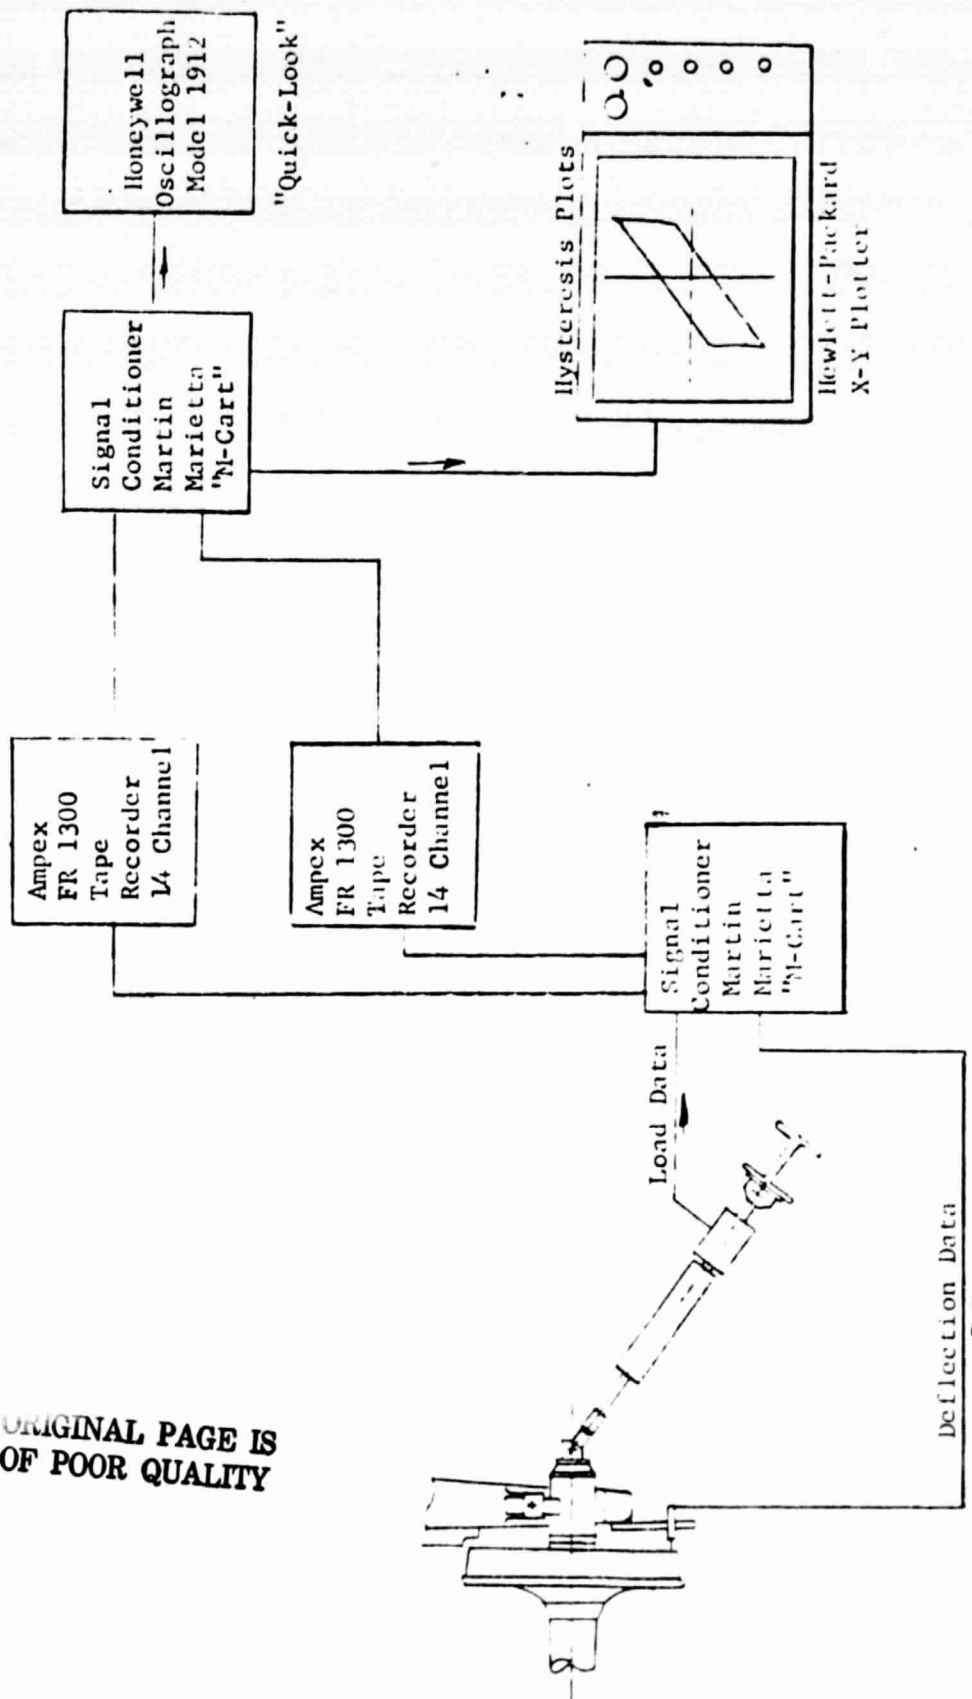 Honeywell
Oscillograph
Model 1912
"Quick-Look"
Signal
Conditioner
Martin
Marietta
"M-Cart"
Hysteresis Plots
Hewlett-Packard
X-Y Plotter
Ampex
FR 1300
Tape
Recorder
14 Channel
Ampex
FR 1300
Tape
Recorder
14 Channel
Signal
Conditioner
Martin
Marietta
"M-Cart"
Load Data
Deflection Data
ORIGINAL PAGE IS
OF POOR QUALITY